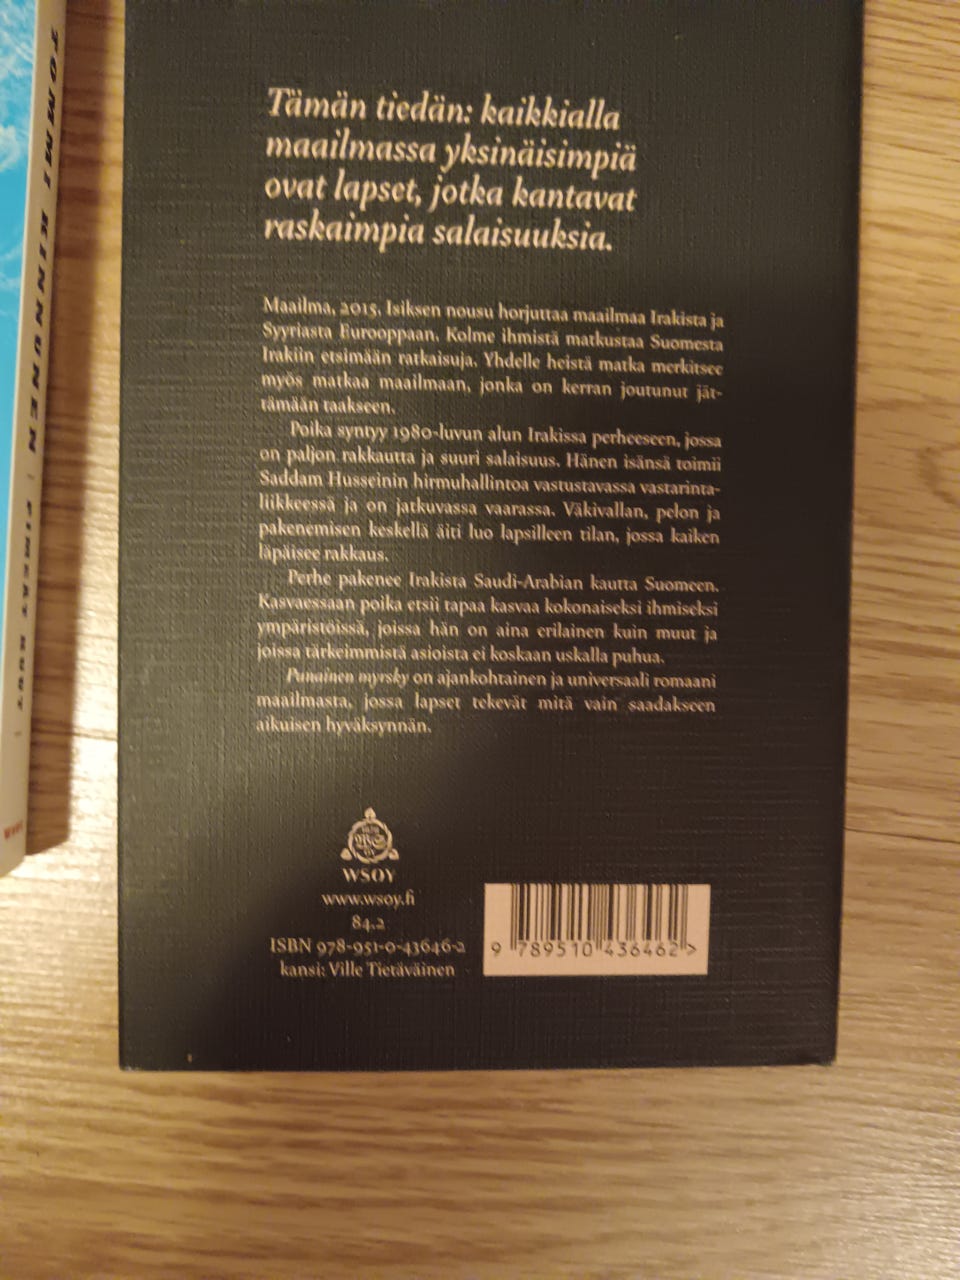 TOMMI KINNUNEN | PIMEÄT KUUT |
WSOY
Tämän tiedän: kaikkialla
maailmassa yksinäisimpiä
ovat lapset, jotka kantavat
raskaimpia salaisuuksia.
Maailma, 2015. Isiksen nousu horjuttaa maailmaa Irakista ja
Syyriasta Eurooppaan. Kolme ihmistä matkustaa Suomesta
Irakiin etsimään ratkaisuja. Yhdelle heistä matka merkitsee
myös matkaa maailmaan, jonka on kerran joutunut jät-
tämään taakseen.
Poika syntyy 1980-luvun alun Irakissa perheeseen, jossa
on paljon rakkautta ja suuri salaisuus. Hänen isänsä toimii
Saddam Husseinin hirmuhallintoa vastustavassa vastarinta-
liikkeessä ja on jatkuvassa vaarassa. Väkivallan, pelon ja
pakenemisen keskellä äiti luo lapsilleen tilan, jossa kaiken
läpäisee rakkaus.
Perhe pakenee Irakista Saudi-Arabian kautta Suomeen.
Kasvaessaan poika etsii tapaa kasvaa kokonaiseksi ihmiseksi
ympäristöissä, joissa hän on aina erilainen kuin muut ja
joissa tärkeimmistä asioista ei koskaan uskalla puhua.
Punainen myrsky on ajankohtainen ja universaali romaani
maailmasta, jossa lapset tekevät mitä vain saadakseen
aikuisen hyväksynnän.
WSOY
www.wsoy.fi
84.2
ISBN 978-951-0-43646-2
kansi: Ville Tietäväinen
9 789510 436462 >